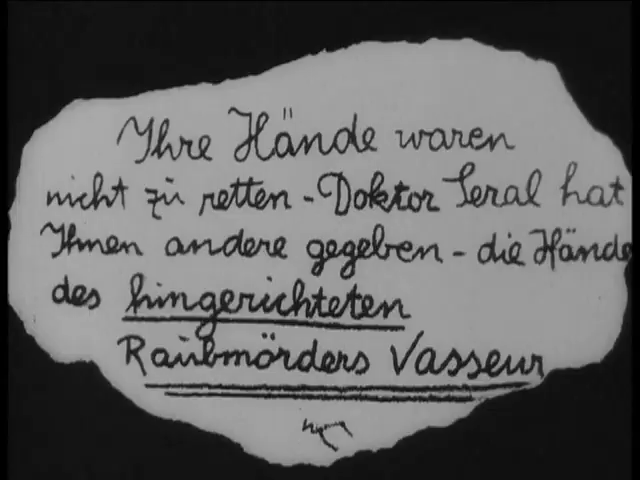 Ihre Hände waren
nicht zu retten - Doktor Seral hat
Ihnen andere gegeben - die Hände
des hingerichteten
Raubmörders Vasseur